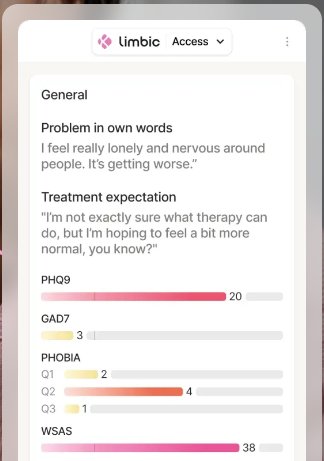 limbic Access
General
Problem in own words
I feel really lonely and nervous around
people. It's getting worse."
Treatment expectation
"I'm not exactly sure what therapy can
do, but I'm hoping to feel a bit more
normal, you know?"
PHQ9
20
GAD7
3
PHOBIA
Q1 2
Q2 4
Q3 1
WSAS
38